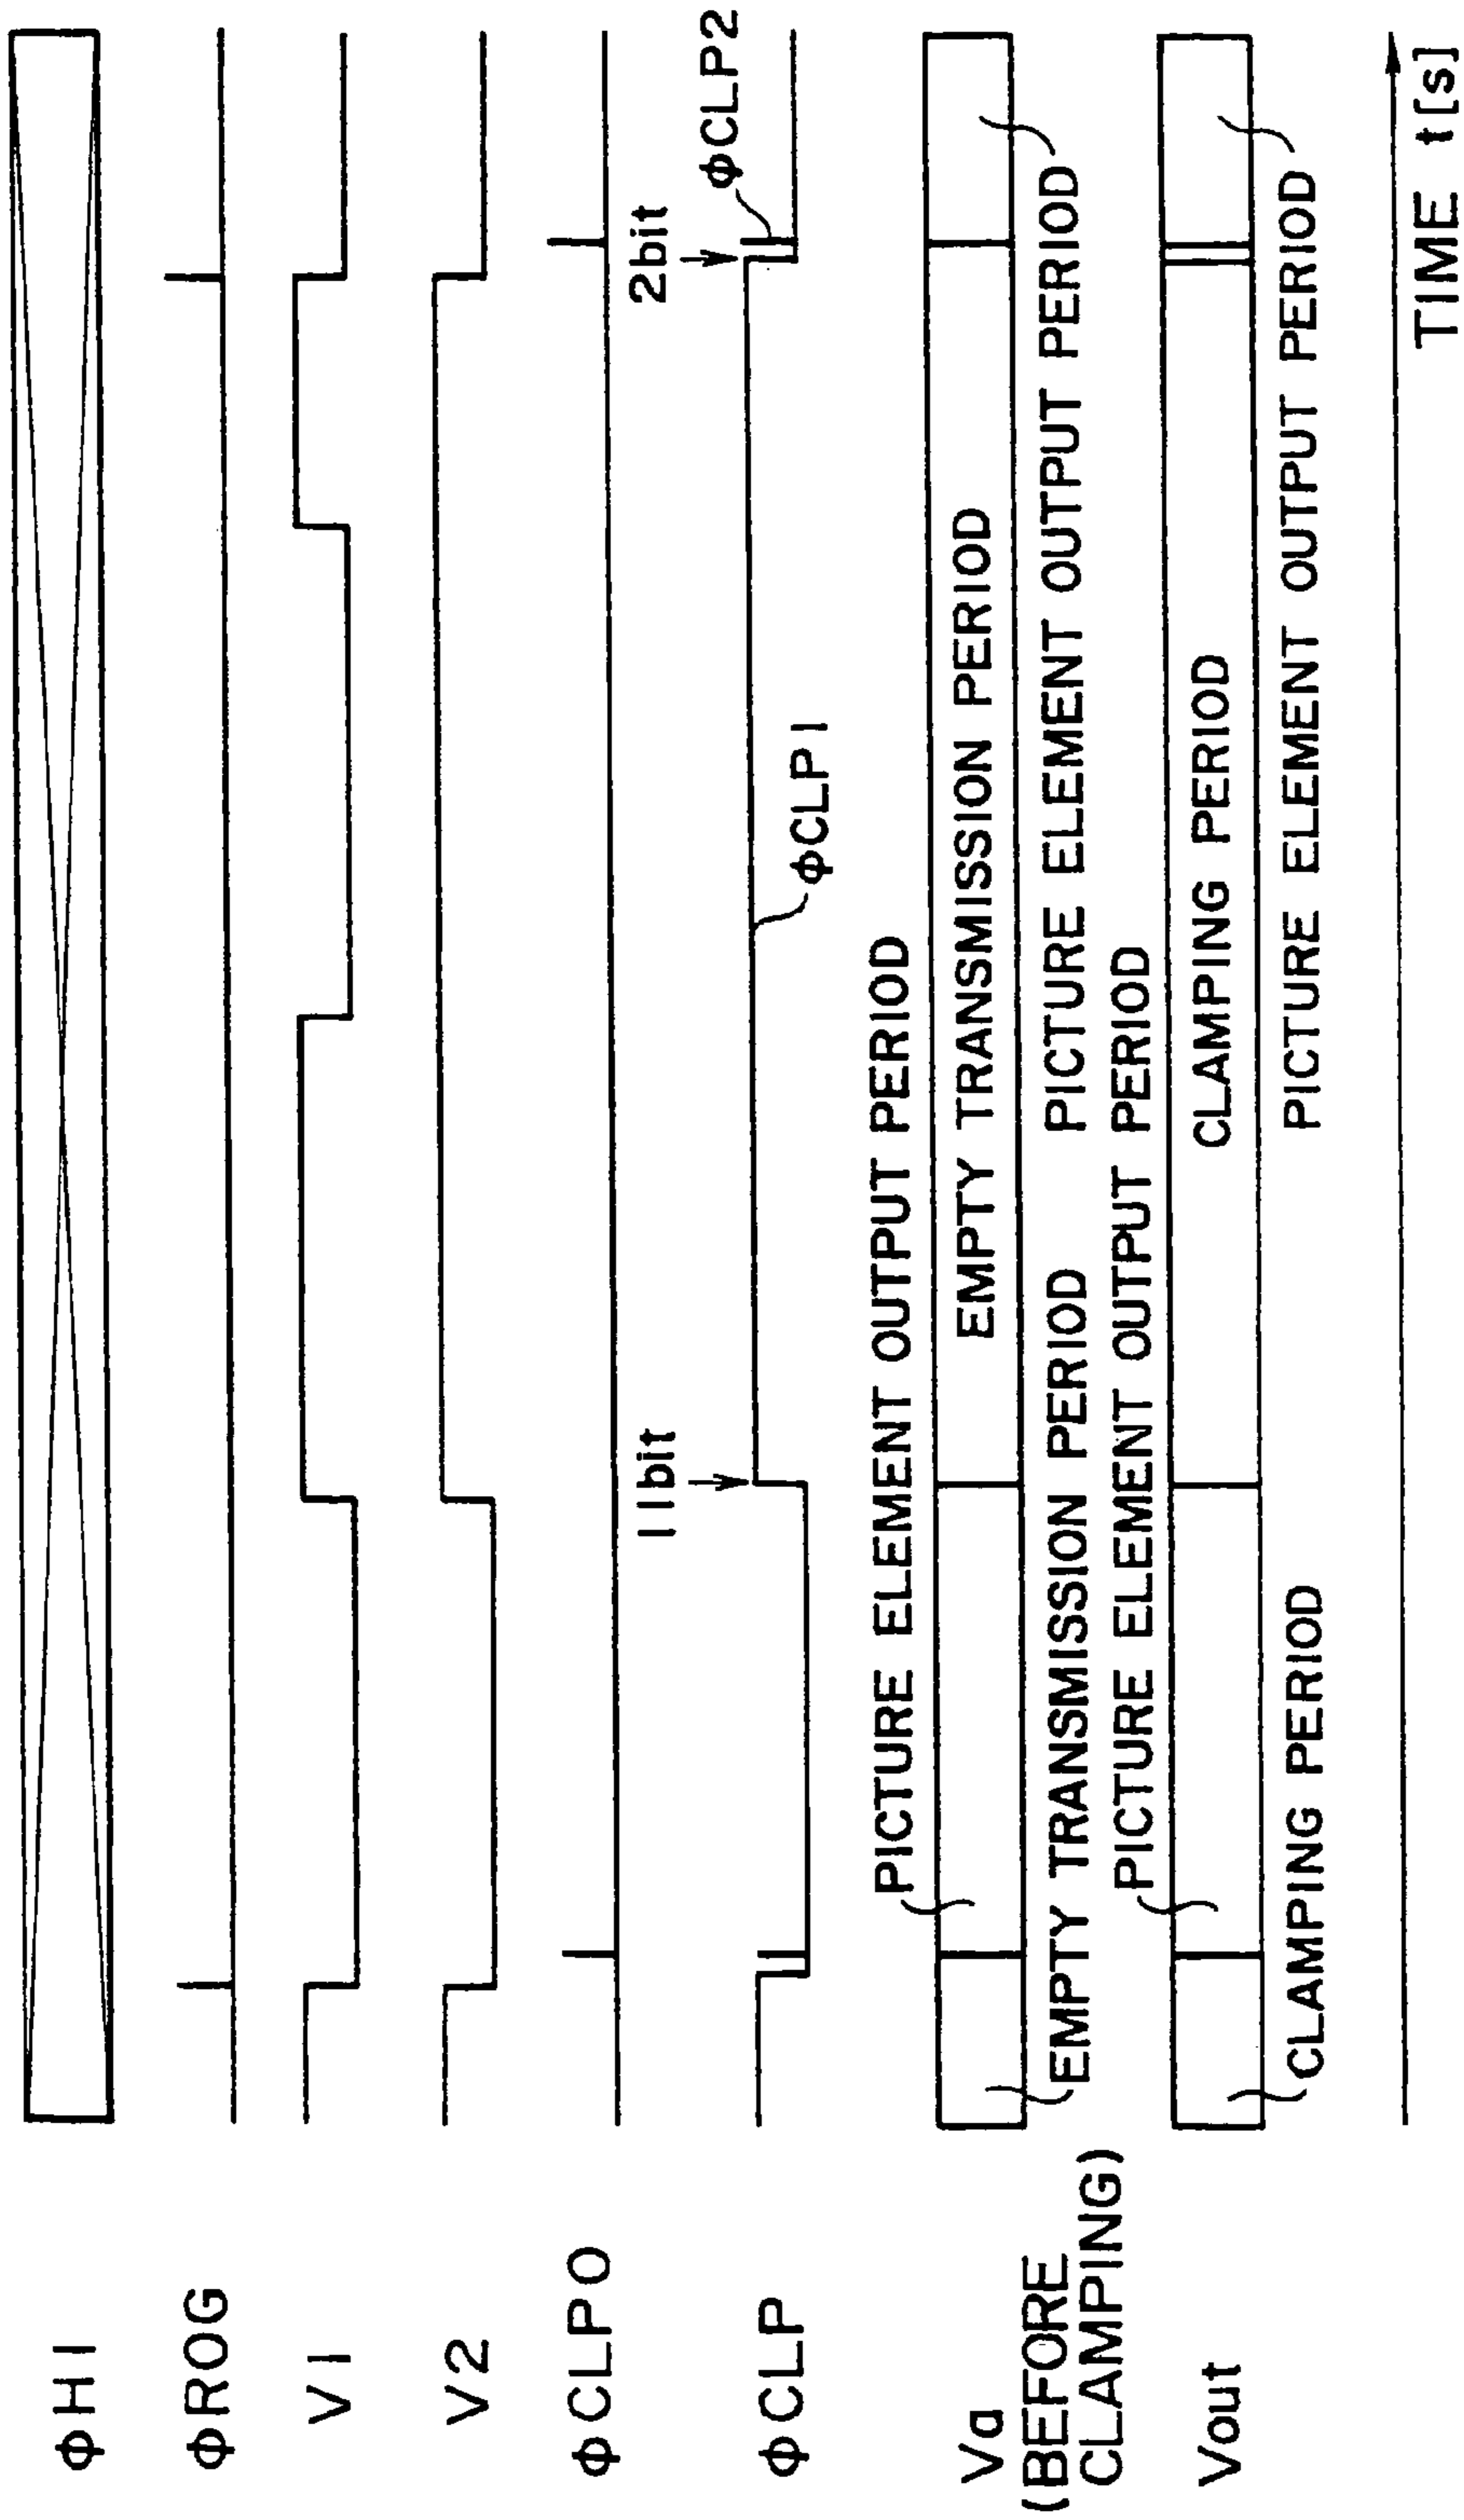 φH1
φROG
V1
V2
φCLPO
11bit
2bit
φCLP2
φCLP
φCLP1
PICTURE ELEMENT OUTPUT PERIOD
Va
(BEFORE
CLAMPING)
EMPTY TRANSMISSION PERIOD
EMPTY TRANSMISSION PERIOD
PICTURE ELEMENT OUTPUT PERIOD
PICTURE ELEMENT OUTPUT PERIOD
Vout
CLAMPING PERIOD
CLAMPING PERIOD
PICTURE ELEMENT OUTPUT PERIOD
TIME t[s]